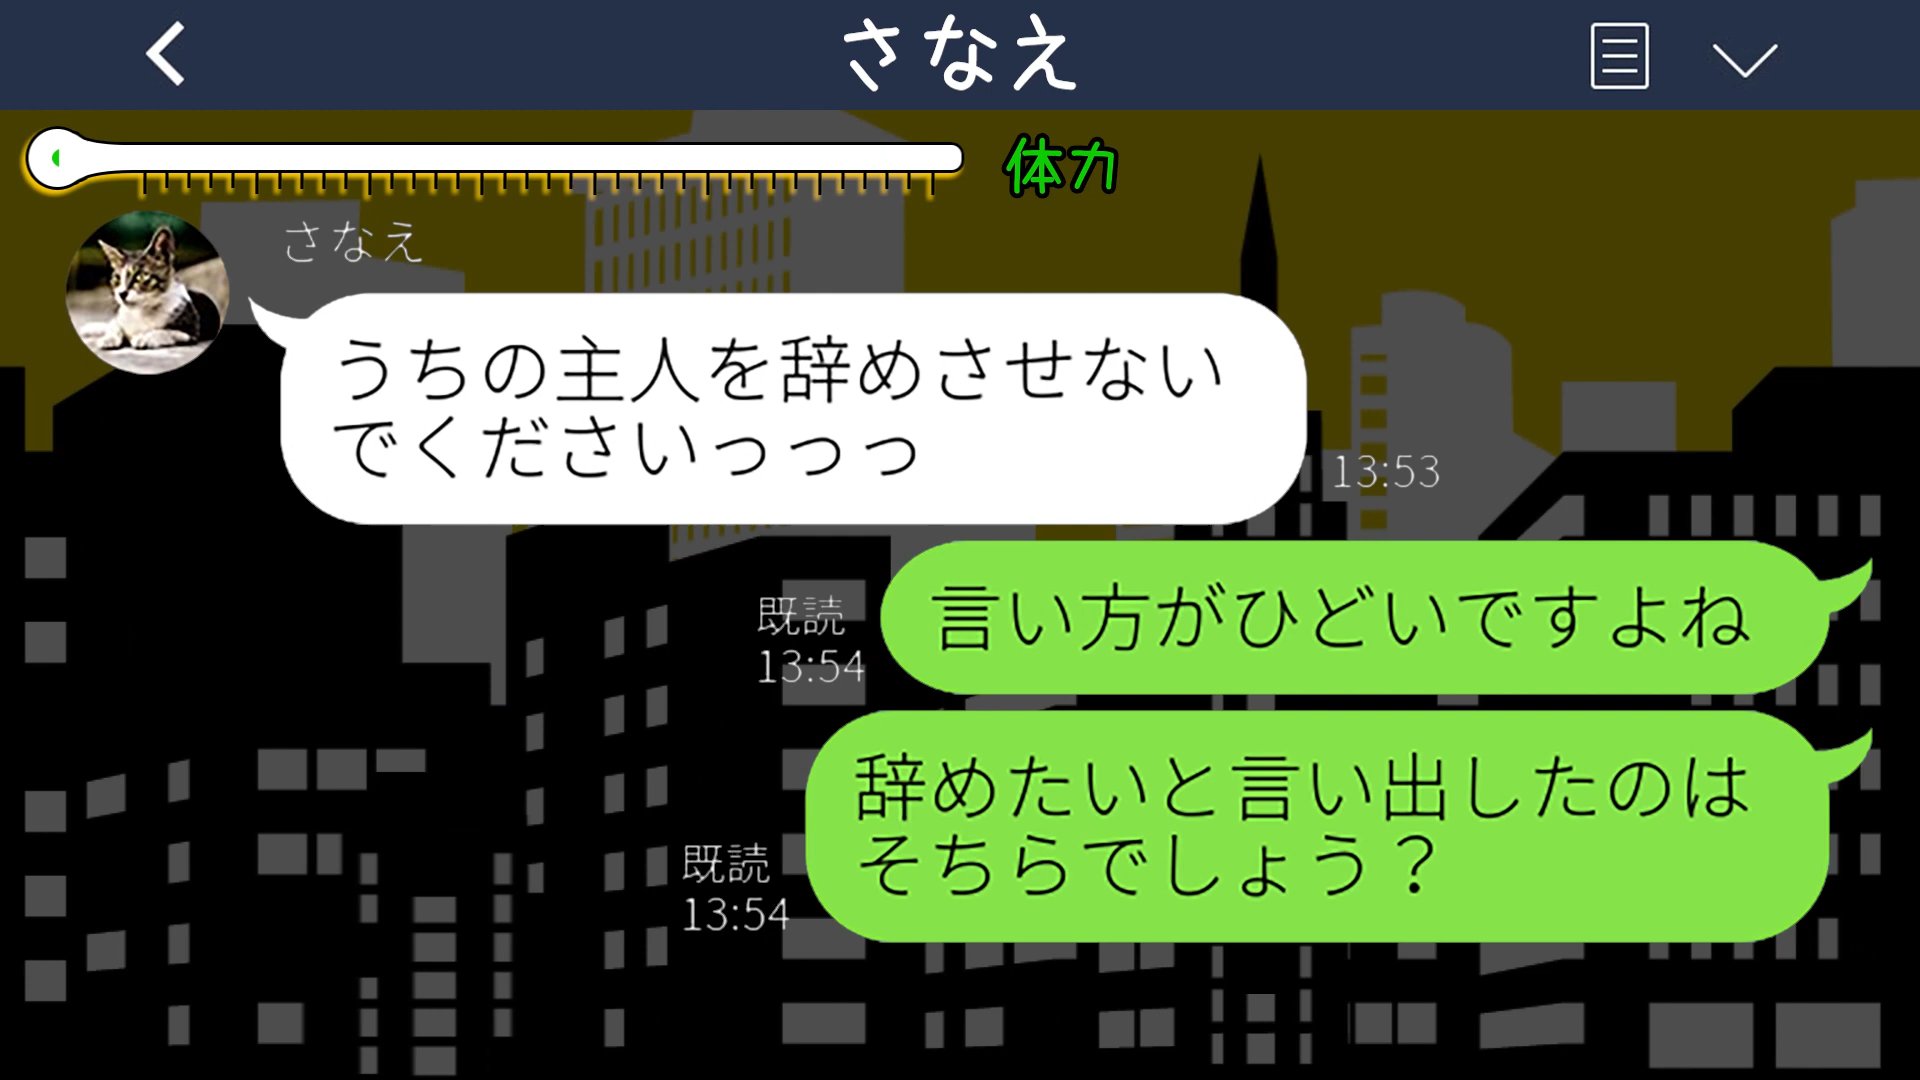 さなえ
体力
さなえ
うちの主人を辞めさせない
でくださいっっっ
13:53
言い方がひどいですよね
既読
13:54
辞めたいと言い出したのは
そちらでしょう？
既読
13:54